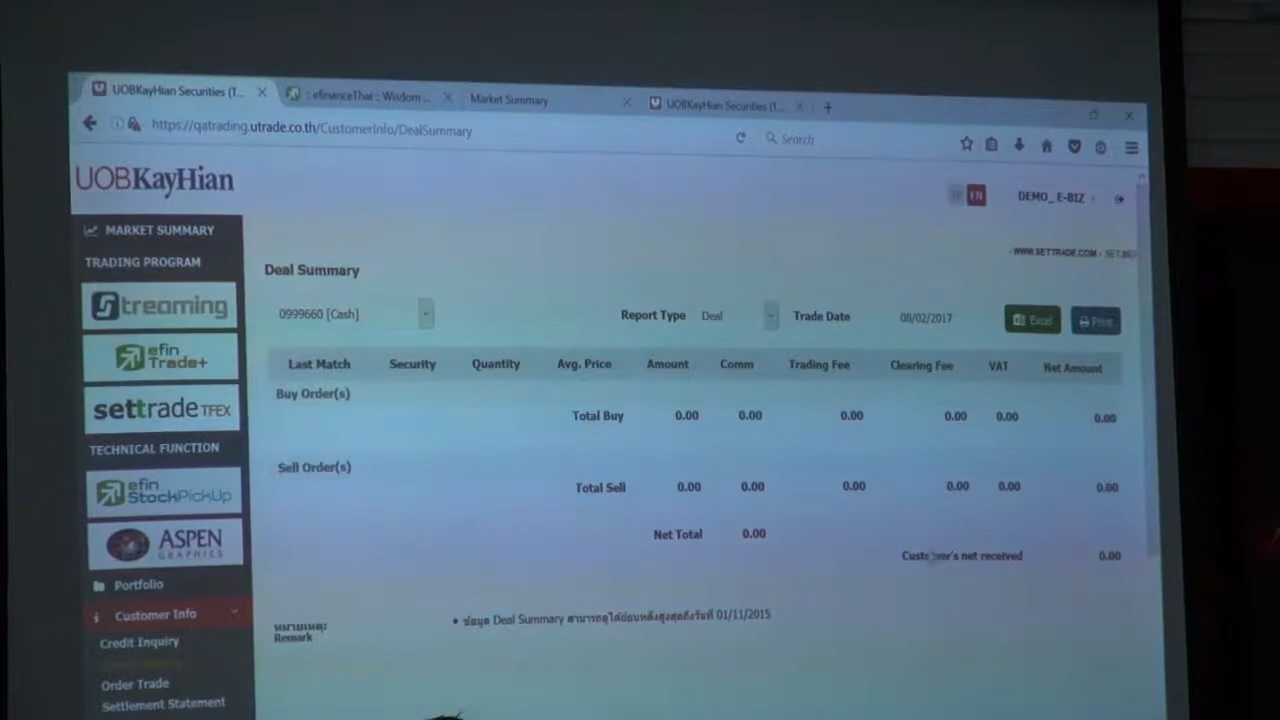 UOBKayHian Securities (T... efinanceThai :: Wisdom ... Market Summary UOBKayHian Securities (T...
https://qatrading.utrade.co.th/CustomerInfo/DealSummary Search
UOBKayHian
EN DEMO_ E-BIZ
- WWW.SETTRADE.COM -
MARKET SUMMARY
TRADING PROGRAM
Streaming
efin Trade+
settrade TFEX
TECHNICAL FUNCTION
efin StockPickUp
ASPEN GRAPHICS
Portfolio
Customer Info
Credit Inquiry
Order Trade
Settlement Statement
Deal Summary
0999660 [Cash] Report Type Deal Trade Date 08/02/2017 Excel Print
Last Match Security Quantity Avg. Price Amount Comm Trading Fee Clearing Fee VAT Net Amount
Buy Order(s)
Total Buy 0.00 0.00 0.00 0.00 0.00 0.00
Sell Order(s)
Total Sell 0.00 0.00 0.00 0.00 0.00 0.00
Net Total 0.00
Customer's net received 0.00
หมายเหตุ:
Remark
• ข้อมูล Deal Summary สามารถดูได้ย้อนหลังสูงสุดถึงวันที่ 01/11/2015